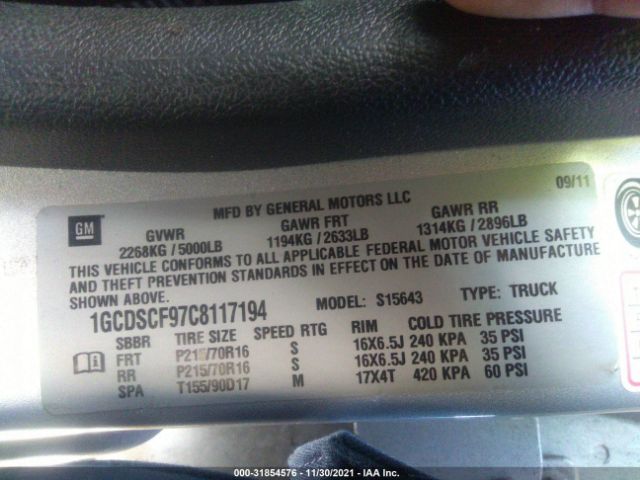 09/11
GM
MFD BY GENERAL MOTORS LLC
GVWR GAWR FRT GAWR RR
2268KG / 5000LB 1194KG / 2633LB 1314KG / 2896LB
THIS VEHICLE CONFORMS TO ALL APPLICABLE FEDERAL MOTOR VEHICLE SAFETY
AND THEFT PREVENTION STANDARDS IN EFFECT ON THE DATE OF MANUFACTURE
SHOWN ABOVE.
1GCDSCF97C8117194 MODEL: S15643 TYPE: TRUCK
SBBR TIRE SIZE SPEED RTG RIM COLD TIRE PRESSURE
FRT P215/70R16 S 16X6.5J 240 KPA 35 PSI
RR P215/70R16 S 16X6.5J 240 KPA 35 PSI
SPA T155/90D17 M 17X4T 420 KPA 60 PSI
000-31854576 - 11/30/2021 - IAA Inc.